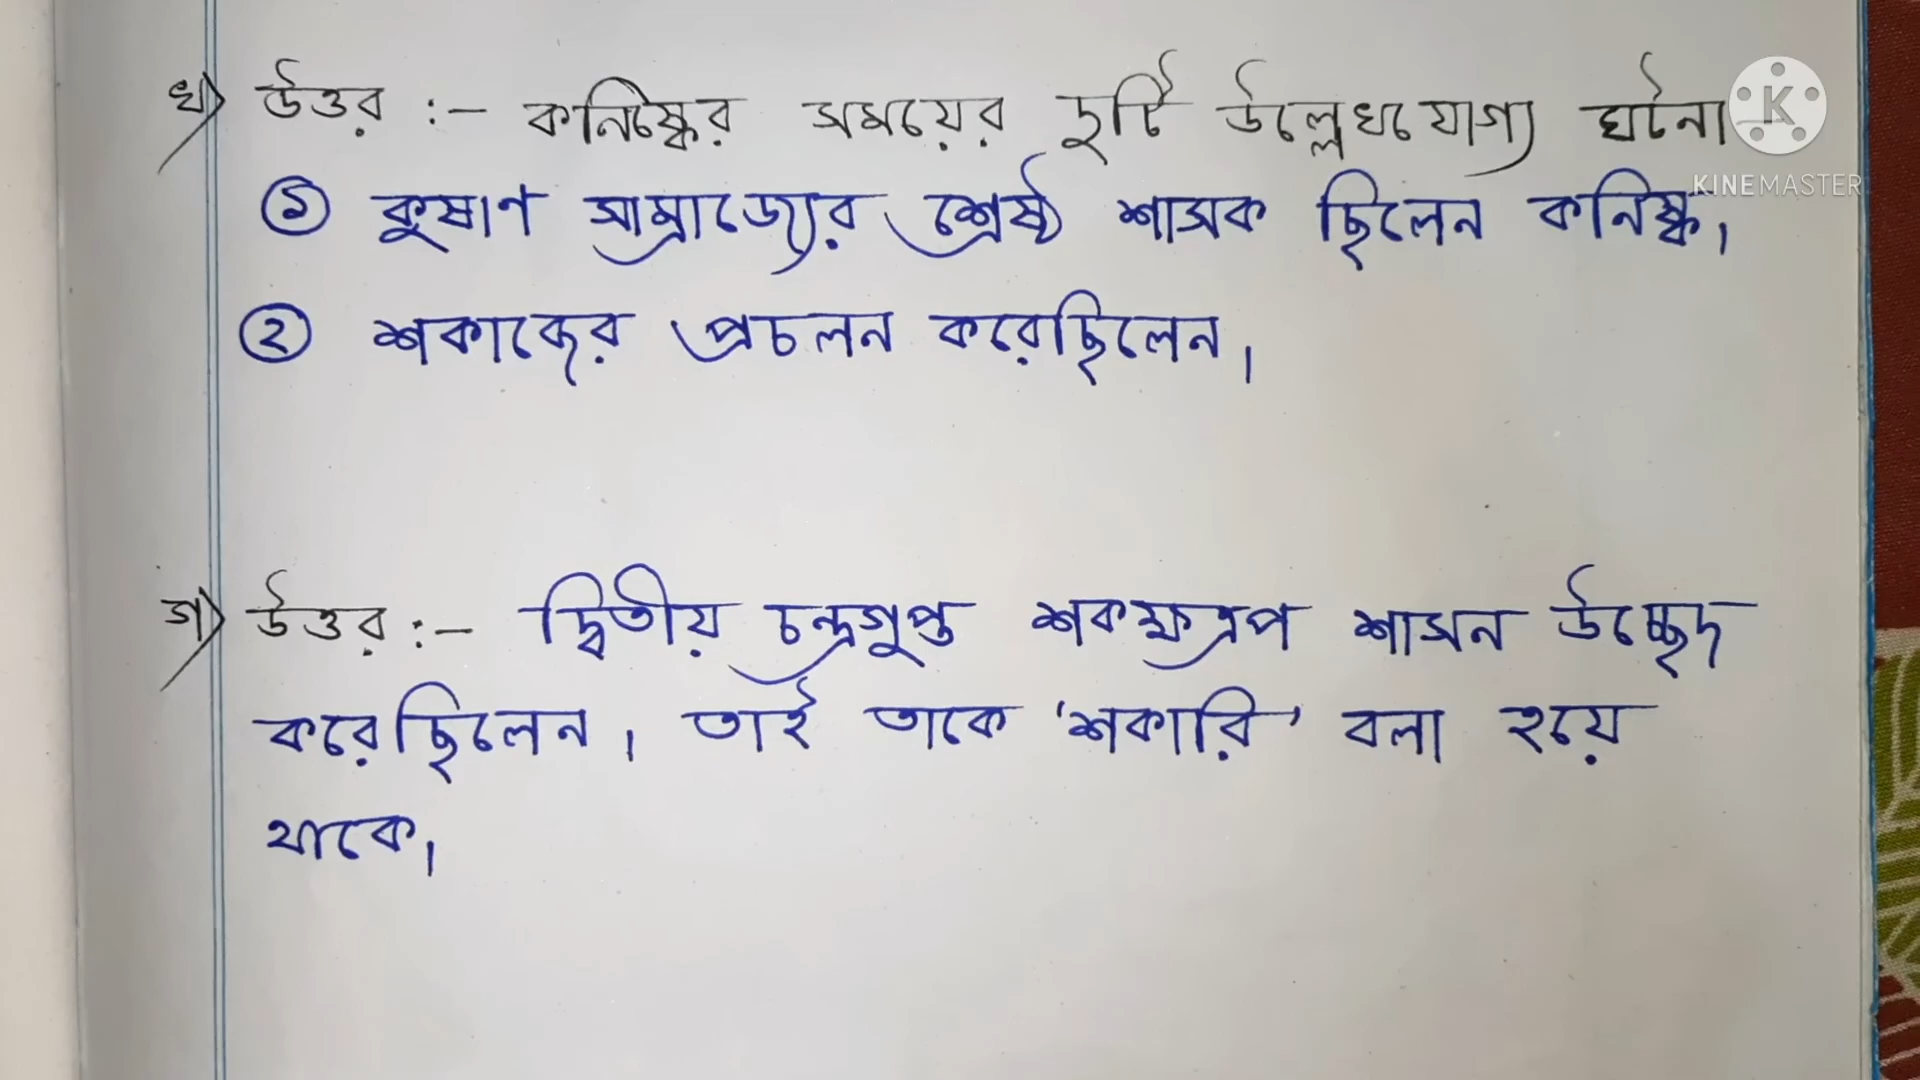 খ) উত্তর :- কনিষ্কের সময়ের দুটি উল্লেখযোগ্য ঘটনা -
① কুষাণ সাম্রাজ্যের শ্রেষ্ঠ শাসক ছিলেন কনিষ্ক।
② শকাব্দের প্রচলন করেছিলেন।
গ) উত্তর :- দ্বিতীয় চন্দ্রগুপ্ত শকক্ষত্রপ শাসন উচ্ছেদ
করেছিলেন। তাই তাকে 'শকারি' বলা হয়ে
থাকে।
K
KINEMASTER